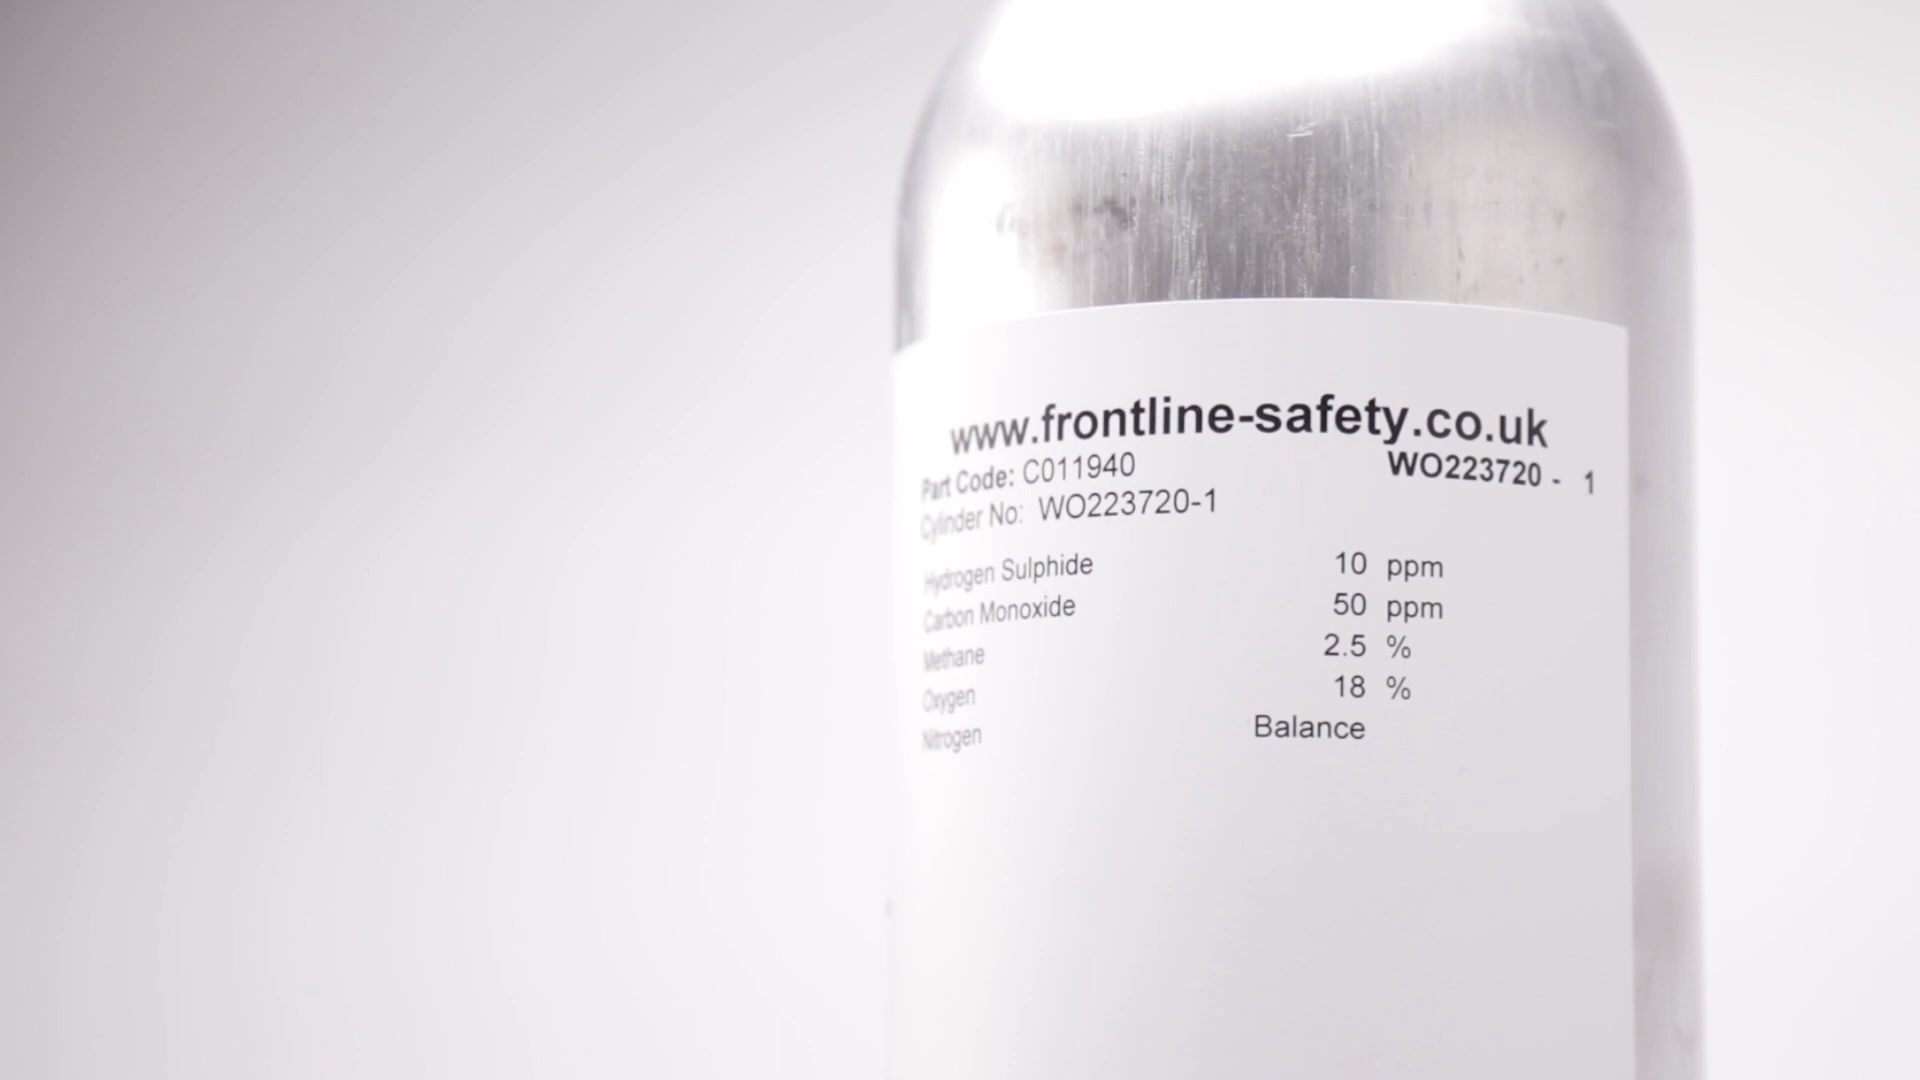 www.frontline-safety.co.uk
Part Code: C011940 WO223720 - 1
Cylinder No: WO223720-1
Hydrogen Sulphide 10 ppm
Carbon Monoxide 50 ppm
Methane 2.5 %
Oxygen 18 %
Nitrogen Balance